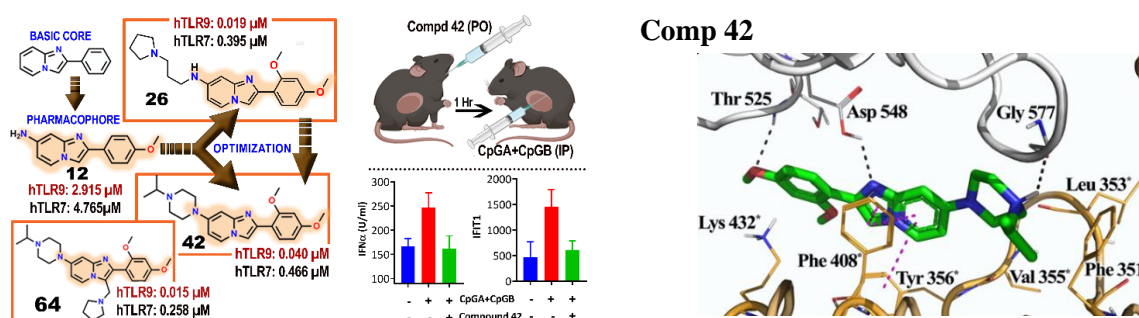 BASIC CORE
N
N
hTLR9: 0.019 µM
hTLR7: 0.395 µM
N
H
N
N
N
O
O
26
PHARMACOPHORE
H₂N
N
N
O
12
hTLR9: 2.915 µM
hTLR7: 4.765µM
OPTIMIZATION
N
N
N
N
O
O
42
hTLR9: 0.040 µM
hTLR7: 0.466 µM
N
N
N
N
O
O
N
64
hTLR9: 0.015 µM
hTLR7: 0.258 µM
Compd 42 (PO)
1 Hr
CpGA+CpGB (IP)
IFNα (U/ml)
300
250
200
150
100
- + + CpGA+CpGB
- - + Compound 42
IFIT1
2000
1500
1000
500
0
- + +
- - +
Comp 42
Thr 525
Asp 548
Gly 577
Leu 353*
Lys 432*
Phe 408*
Tyr 356*
Val 355*
Phe 351